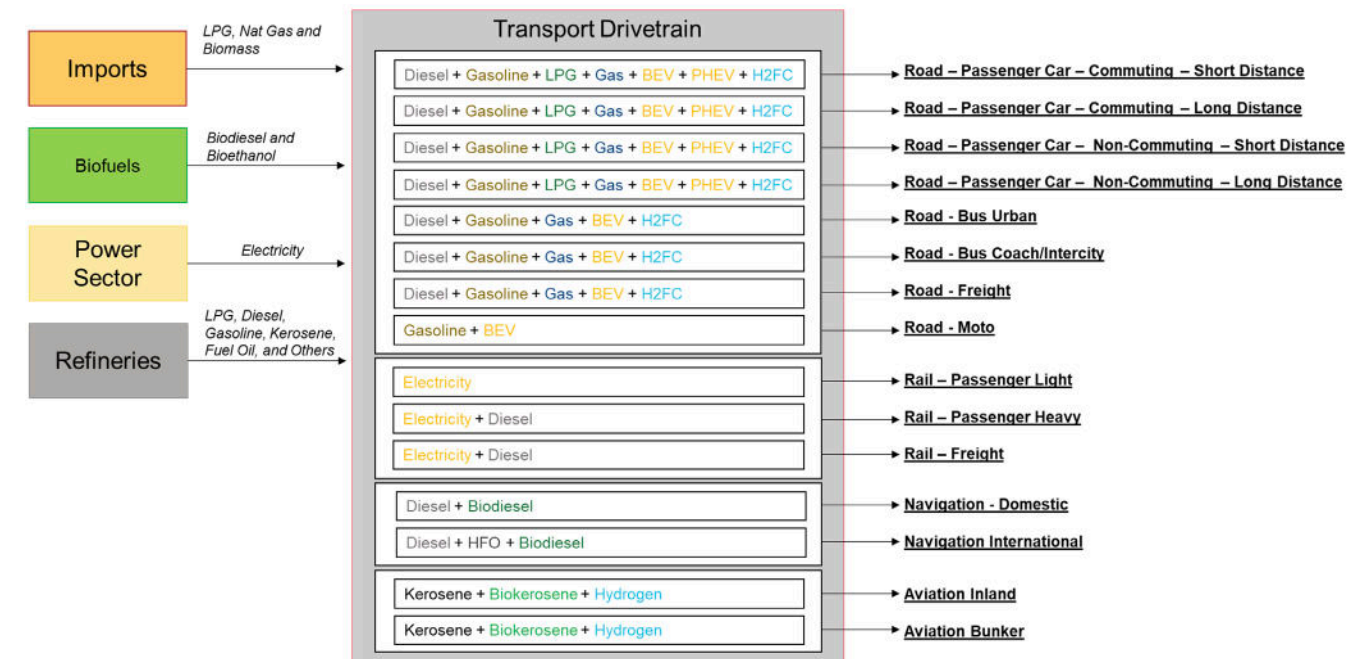 Transport Drivetrain
Imports
LPG, Nat Gas and
Biomass
Biofuels
Biodiesel and
Bioethanol
Power
Sector
Electricity
Refineries
LPG, Diesel,
Gasoline, Kerosene,
Fuel Oil, and Others
Diesel + Gasoline + LPG + Gas + BEV + PHEV + H2FC
Road – Passenger Car – Commuting – Short Distance
Diesel + Gasoline + LPG + Gas + BEV + PHEV + H2FC
Road – Passenger Car – Commuting – Long Distance
Diesel + Gasoline + LPG + Gas + BEV + PHEV + H2FC
Road – Passenger Car – Non-Commuting – Short Distance
Diesel + Gasoline + LPG + Gas + BEV + PHEV + H2FC
Road – Passenger Car – Non-Commuting – Long Distance
Diesel + Gasoline + Gas + BEV + H2FC
Road - Bus Urban
Diesel + Gasoline + Gas + BEV + H2FC
Road - Bus Coach/Intercity
Diesel + Gasoline + Gas + BEV + H2FC
Road - Freight
Gasoline + BEV
Road - Moto
Electricity
Rail – Passenger Light
Electricity + Diesel
Rail – Passenger Heavy
Electricity + Diesel
Rail – Freight
Diesel + Biodiesel
Navigation - Domestic
Diesel + HFO + Biodiesel
Navigation International
Kerosene + Biokerosene + Hydrogen
Aviation Inland
Kerosene + Biokerosene + Hydrogen
Aviation Bunker